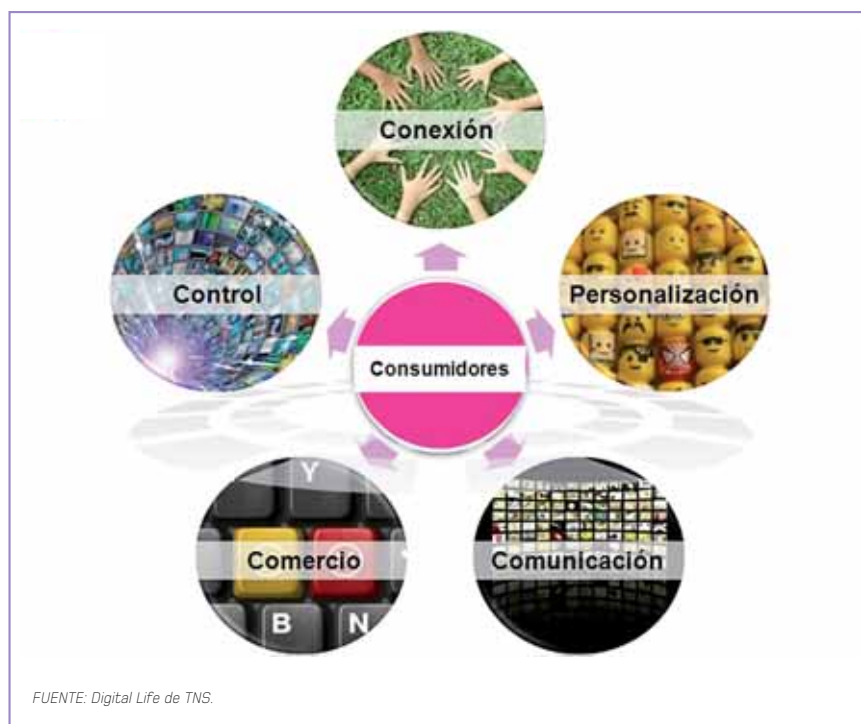 Conexión
Control
Personalización
Consumidores
Y
Comercio
Comunicación
B
N
FUENTE: Digital Life de TNS.